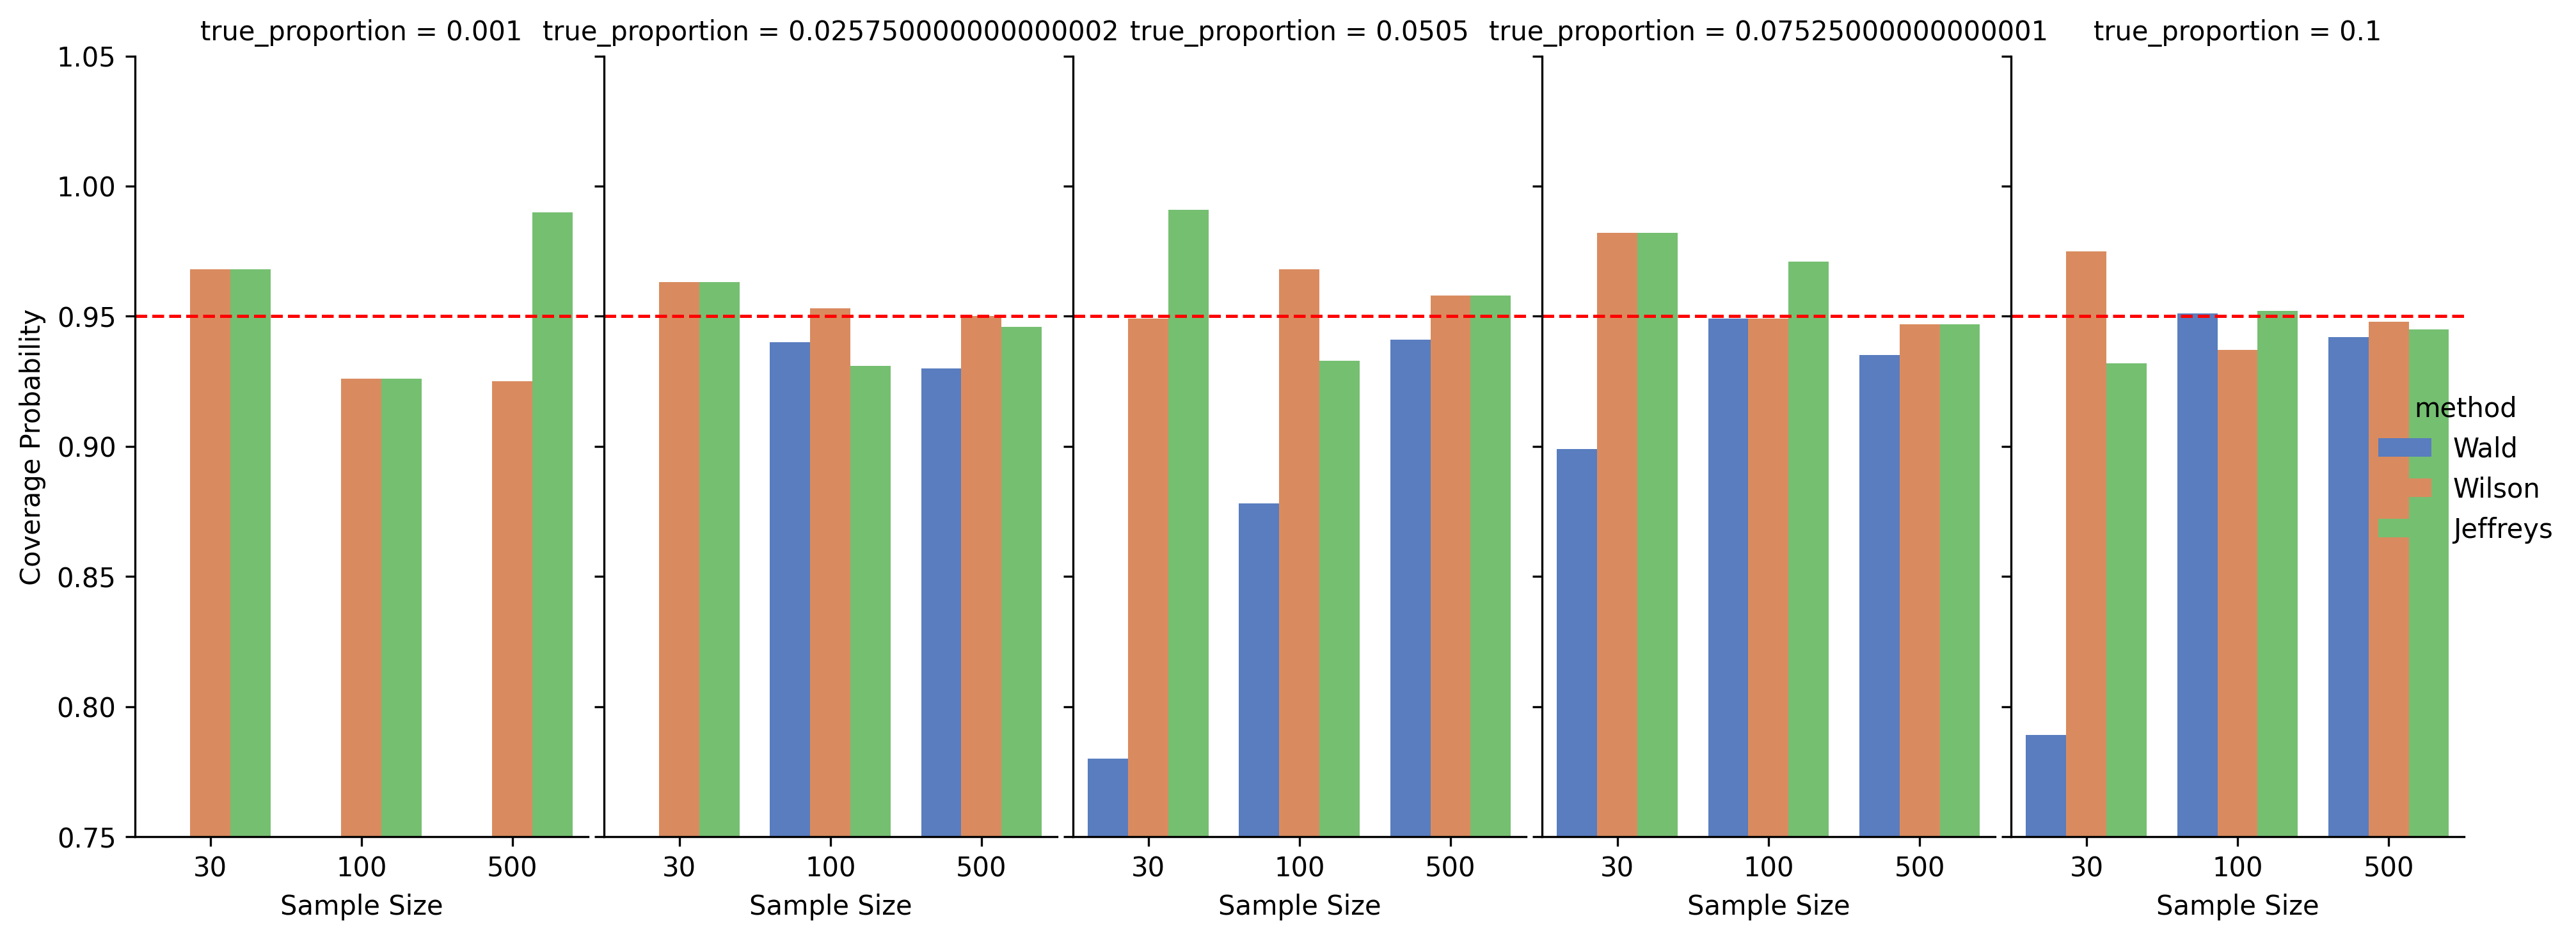 true_proportion = 0.001 true_proportion = 0.025750000000000002 true_proportion = 0.0505 true_proportion = 0.07525000000000001 true_proportion = 0.1
1.05
1.00
0.95
0.90
0.85
0.80
0.75
Coverage Probability
method
Wald
Wilson
Jeffreys
30 100 500 30 100 500 30 100 500 30 100 500 30 100 500
Sample Size Sample Size Sample Size Sample Size Sample Size